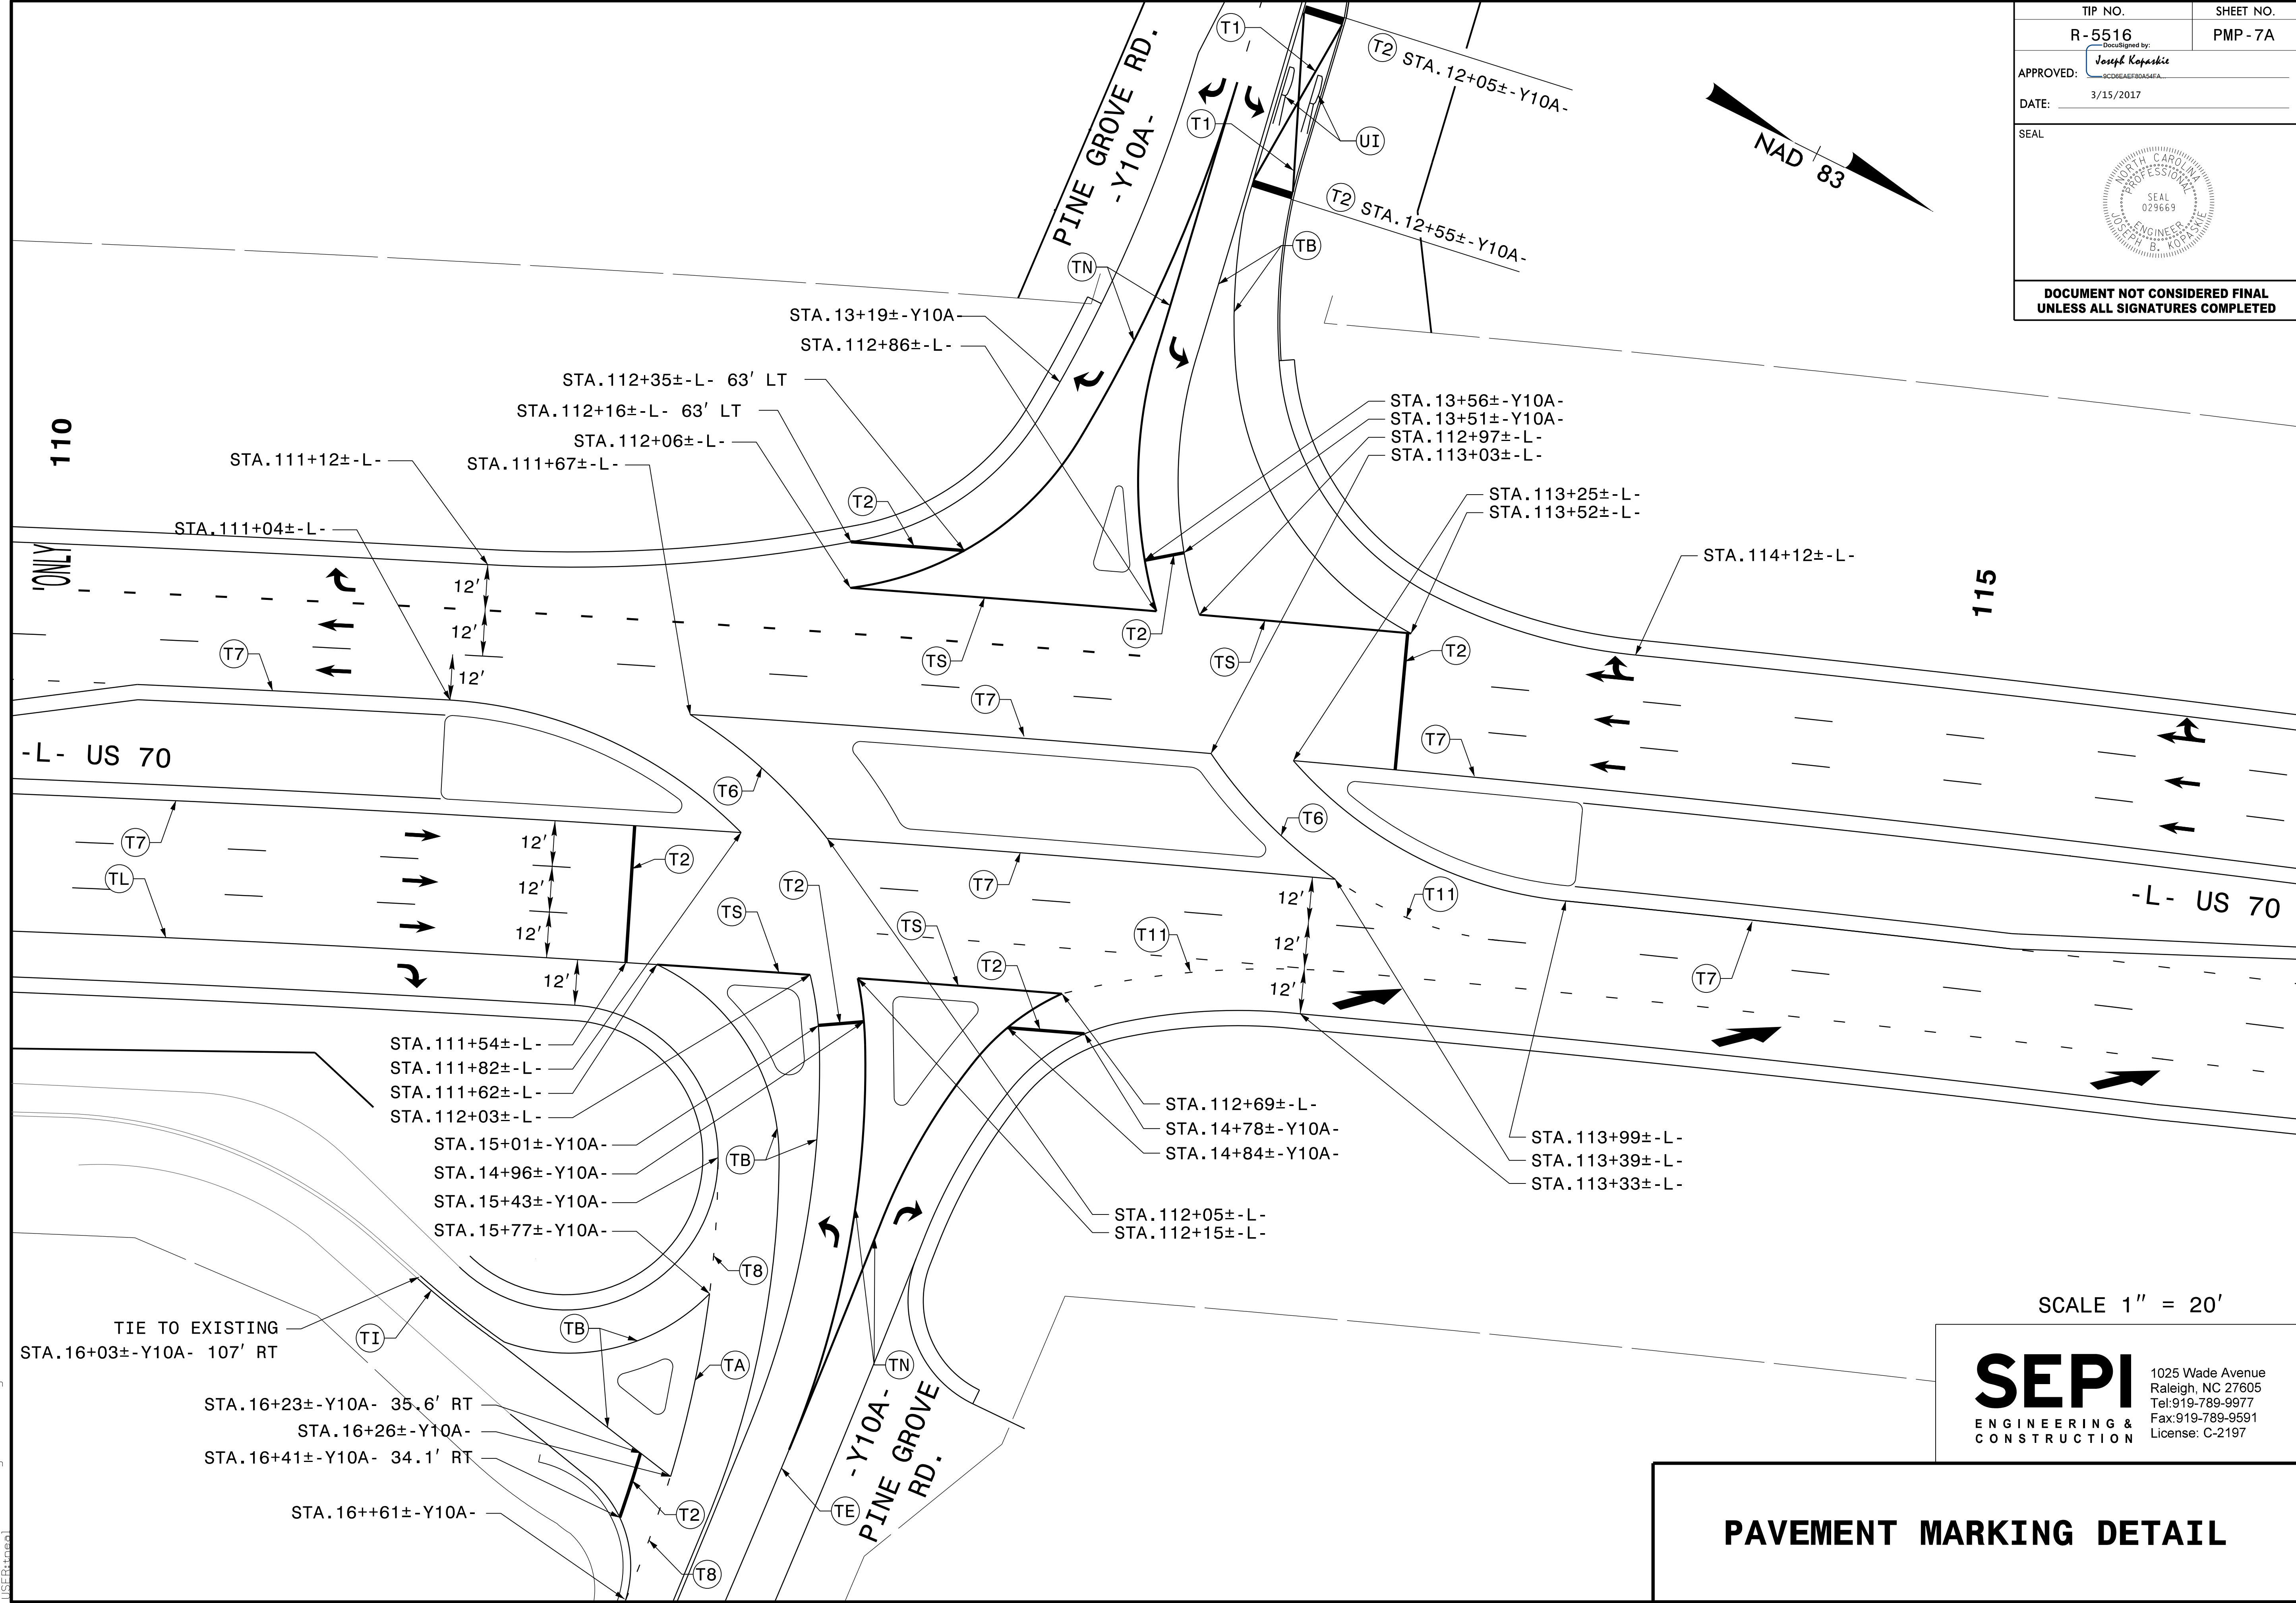 TIP NO.
SHEET NO.
R-5516
PMP-7A
DocuSigned by:
APPROVED:
Joseph Kopaskie
9CD6EAEF80A54FA...
DATE:
3/15/2017
SEAL
NORTH CAROLINA
PROFESSIONAL
SEAL
029669
ENGINEER
JOSEPH B. KOPASKIE
DOCUMENT NOT CONSIDERED FINAL
UNLESS ALL SIGNATURES COMPLETED
NAD 83
PINE GROVE RD.
-Y10A-
T1
T2 STA.12+05±-Y10A-
T1
UI
T2 STA.12+55±-Y10A-
TB
TN
STA.13+19±-Y10A-
STA.112+86±-L-
STA.112+35±-L- 63' LT
STA.112+16±-L- 63' LT
STA.112+06±-L-
STA.111+67±-L-
STA.111+12±-L-
STA.111+04±-L-
110
ONLY
STA.13+56±-Y10A-
STA.13+51±-Y10A-
STA.112+97±-L-
STA.113+03±-L-
STA.113+25±-L-
STA.113+52±-L-
STA.114+12±-L-
115
T2
12'
12'
12'
T7
TS
T2
TS
T2
T7
T7
-L- US 70
T6
T6
T7
TL
12'
12'
12'
12'
T2
T2
TS
TS
T7
T2
T11
12'
12'
12'
T11
T7
-L- US 70
STA.111+54±-L-
STA.111+82±-L-
STA.111+62±-L-
STA.112+03±-L-
STA.15+01±-Y10A-
STA.14+96±-Y10A-
STA.15+43±-Y10A-
STA.15+77±-Y10A-
TB
STA.112+69±-L-
STA.14+78±-Y10A-
STA.14+84±-Y10A-
STA.113+99±-L-
STA.113+39±-L-
STA.113+33±-L-
STA.112+05±-L-
STA.112+15±-L-
T8
TIE TO EXISTING
STA.16+03±-Y10A- 107' RT
TI
TB
TA
TN
STA.16+23±-Y10A- 35.6' RT
STA.16+26±-Y10A-
STA.16+41±-Y10A- 34.1' RT
STA.16++61±-Y10A-
T2
TE
T8
-Y10A-
PINE GROVE
RD.
SCALE 1" = 20'
SEPI
ENGINEERING &
CONSTRUCTION
1025 Wade Avenue
Raleigh, NC 27605
Tel:919-789-9977
Fax:919-789-9591
License: C-2197
PAVEMENT MARKING DETAIL